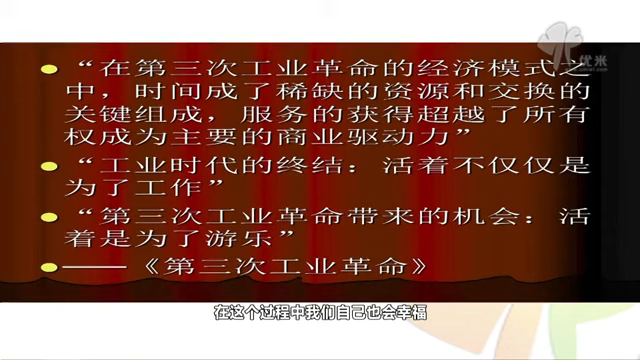 优米
“在第三次工业革命的经济模式之
中，时间成了稀缺的资源和交换的
关键组成，服务的获得超越了所有
权成为主要的商业驱动力”
“工业时代的终结：活着不仅仅是
为了工作”
“第三次工业革命带来的机会：活
着是为了游乐”
——《第三次工业革命》
在这个过程中我们自己也会幸福